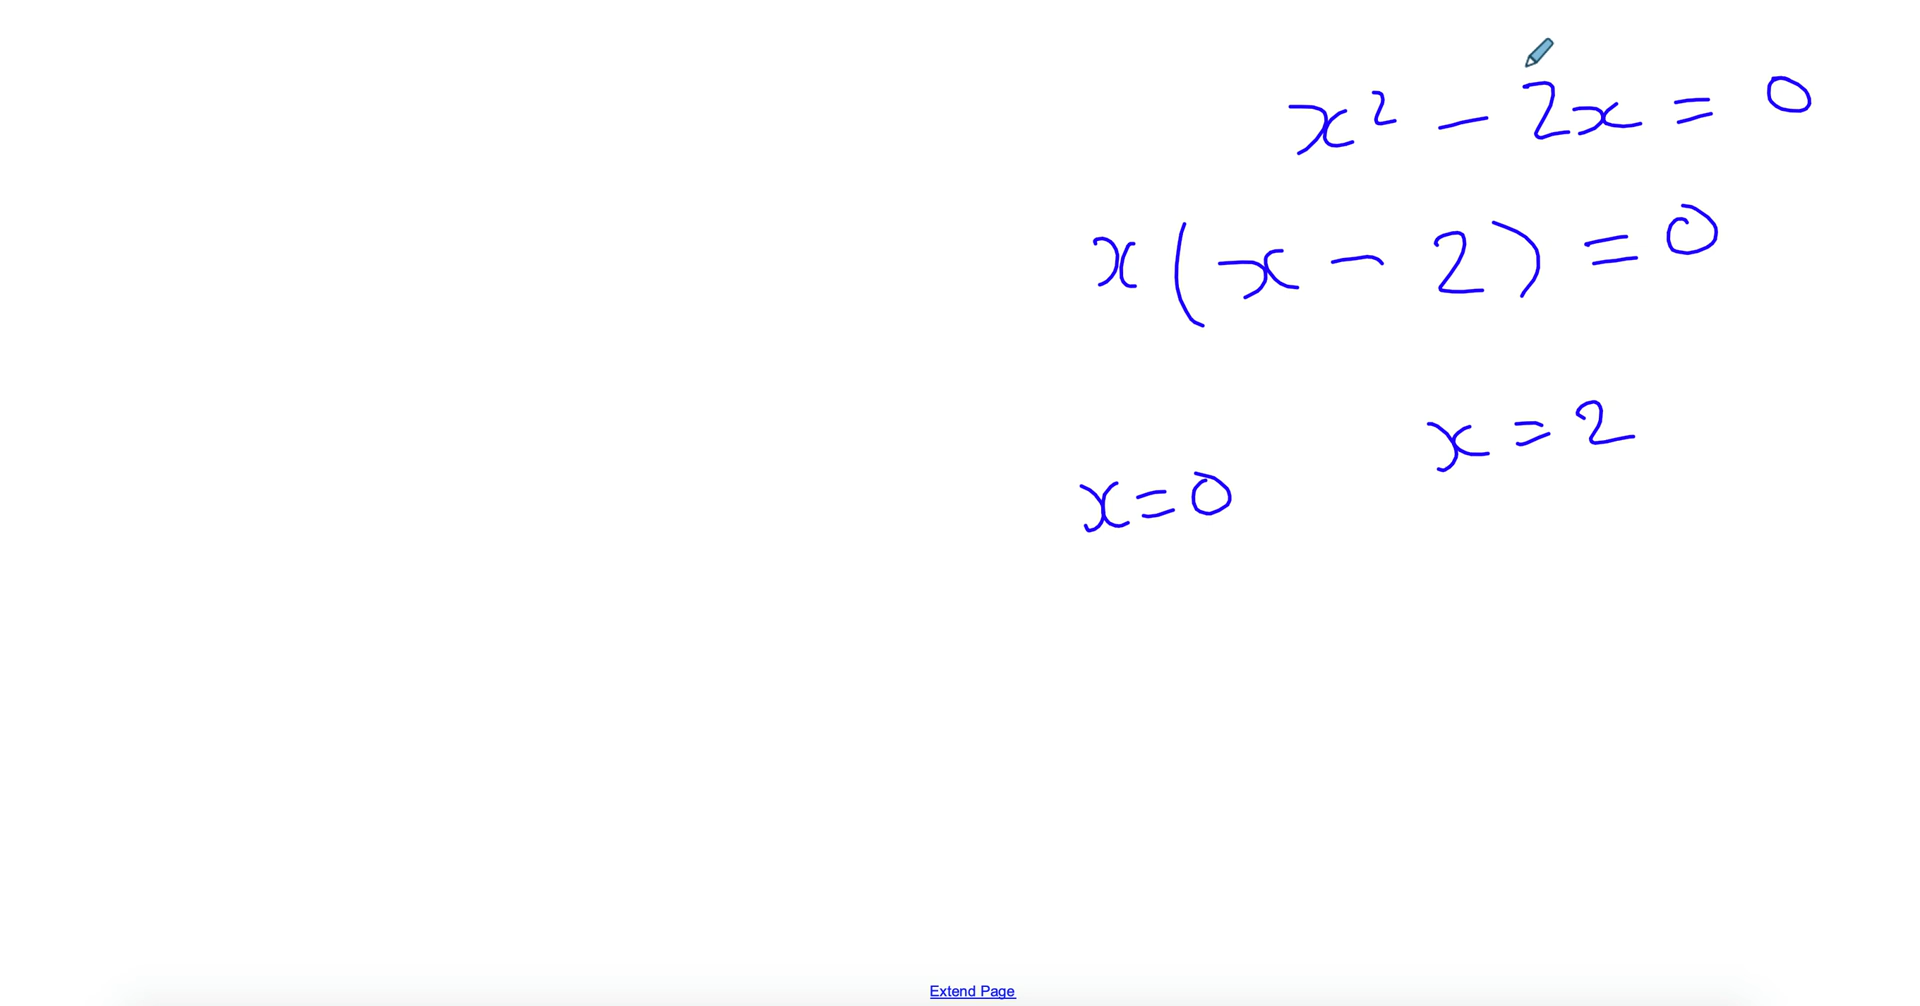 x² - 2x = 0
x(x - 2) = 0
x = 2
x = 0
Extend Page